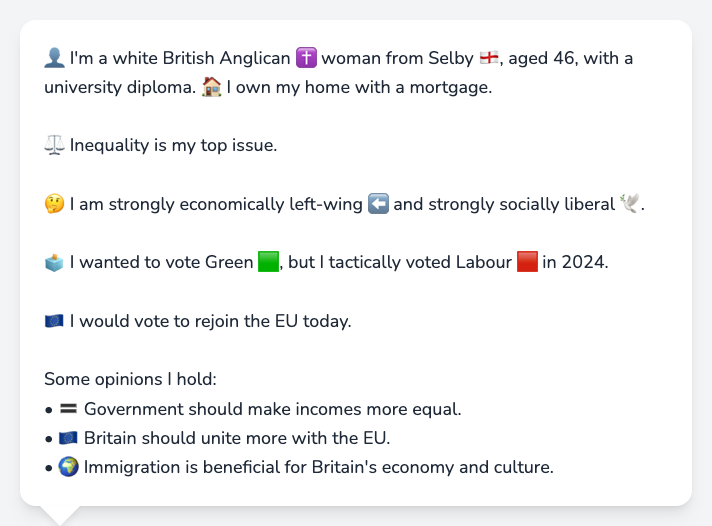 👤 I'm a white British Anglican ✝️ woman from Selby 🏴󠁧󠁢󠁥󠁮󠁧󠁿, aged 46, with a
university diploma. 🏠 I own my home with a mortgage.
⚖️ Inequality is my top issue.
🤔 I am strongly economically left-wing ⬅️ and strongly socially liberal 🕊️.
🗳️ I wanted to vote Green 🟩, but I tactically voted Labour 🟥 in 2024.
🇪🇺 I would vote to rejoin the EU today.
Some opinions I hold:
• 🟰 Government should make incomes more equal.
• 🇪🇺 Britain should unite more with the EU.
• 🌍 Immigration is beneficial for Britain's economy and culture.